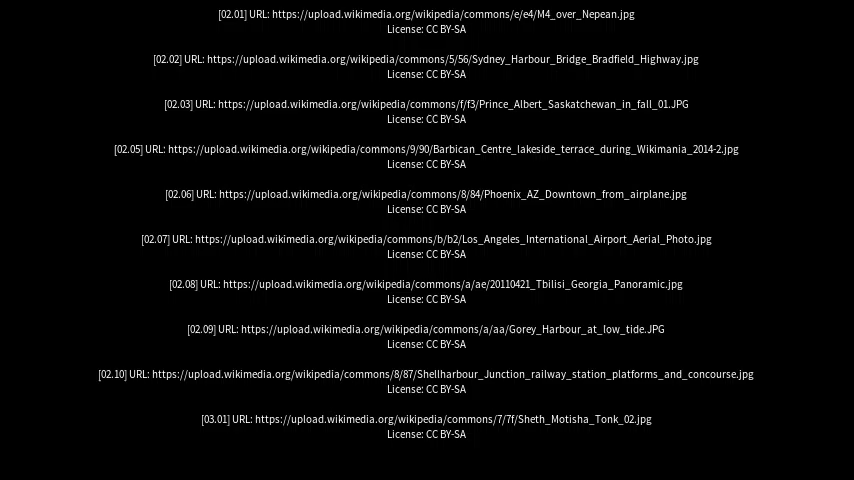 [02.01] URL: https://upload.wikimedia.org/wikipedia/commons/e/e4/M4_over_Nepean.jpg
License: CC BY-SA
[02.02] URL: https://upload.wikimedia.org/wikipedia/commons/5/56/Sydney_Harbour_Bridge_Bradfield_Highway.jpg
License: CC BY-SA
[02.03] URL: https://upload.wikimedia.org/wikipedia/commons/f/f3/Prince_Albert_Saskatchewan_in_fall_01.JPG
License: CC BY-SA
[02.05] URL: https://upload.wikimedia.org/wikipedia/commons/9/90/Barbican_Centre_lakeside_terrace_during_Wikimania_2014-2.jpg
License: CC BY-SA
[02.06] URL: https://upload.wikimedia.org/wikipedia/commons/8/84/Phoenix_AZ_Downtown_from_airplane.jpg
License: CC BY-SA
[02.07] URL: https://upload.wikimedia.org/wikipedia/commons/b/b2/Los_Angeles_International_Airport_Aerial_Photo.jpg
License: CC BY-SA
[02.08] URL: https://upload.wikimedia.org/wikipedia/commons/a/ae/20110421_Tbilisi_Georgia_Panoramic.jpg
License: CC BY-SA
[02.09] URL: https://upload.wikimedia.org/wikipedia/commons/a/aa/Gorey_Harbour_at_low_tide.JPG
License: CC BY-SA
[02.10] URL: https://upload.wikimedia.org/wikipedia/commons/8/87/Shellharbour_Junction_railway_station_platforms_and_concourse.jpg
License: CC BY-SA
[03.01] URL: https://upload.wikimedia.org/wikipedia/commons/7/7f/Sheth_Motisha_Tonk_02.jpg
License: CC BY-SA